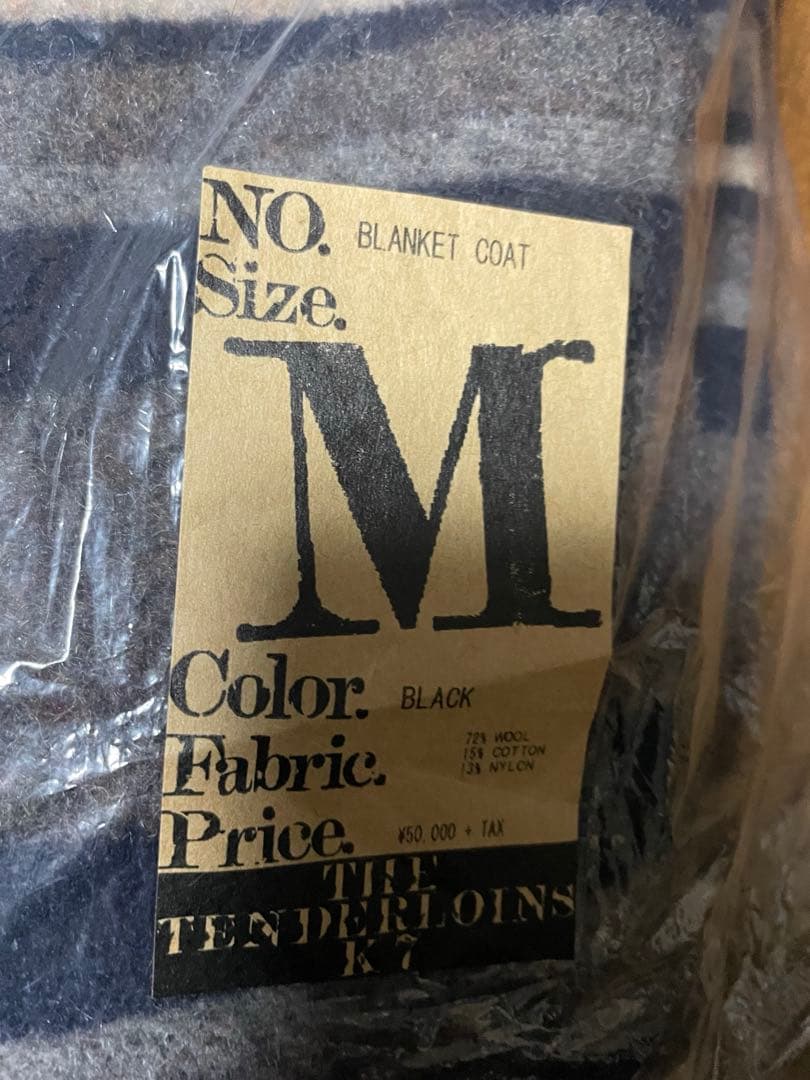 NO. BLANKET COAT
Size.
M
Color. BLACK
Fabric. 72% WOOL
15% COTTON
13% NYLON
Price. ¥50,000 + TAX
THE
TENDERLOINS
K7